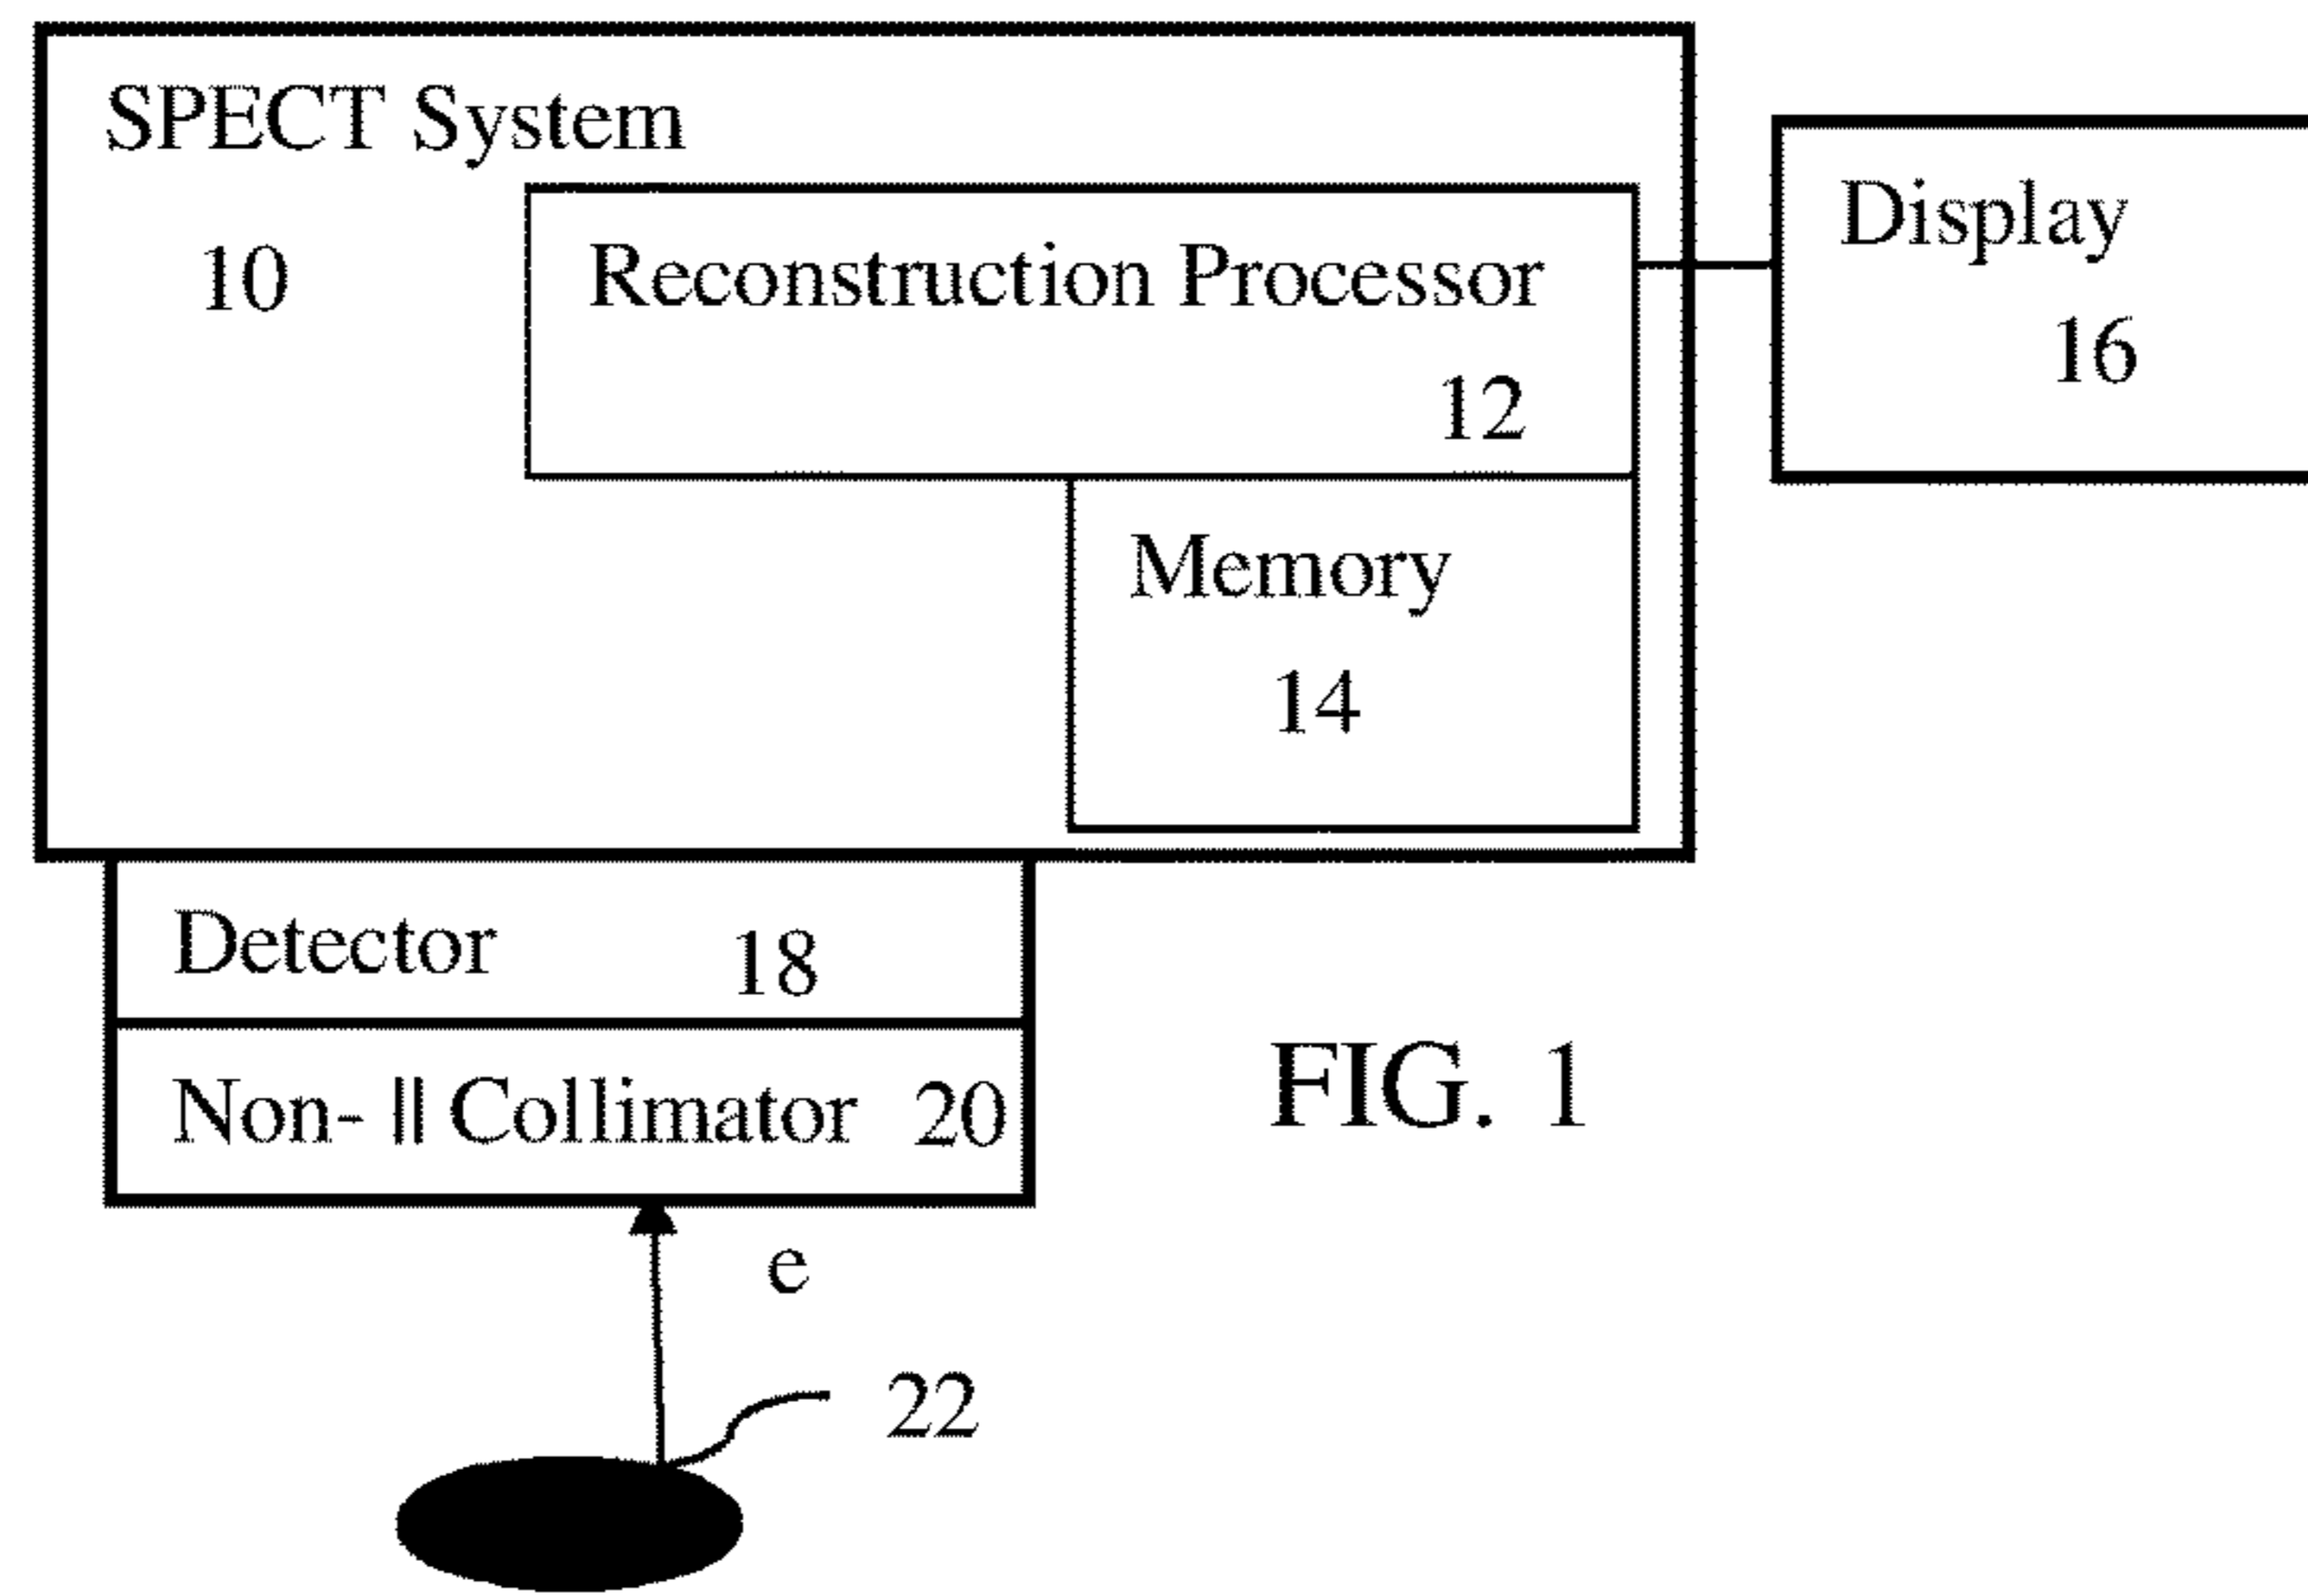 SPECT System
10
Reconstruction Processor
12
Display
16
Memory
14
Detector 18
Non- || Collimator 20
FIG. 1
e
22